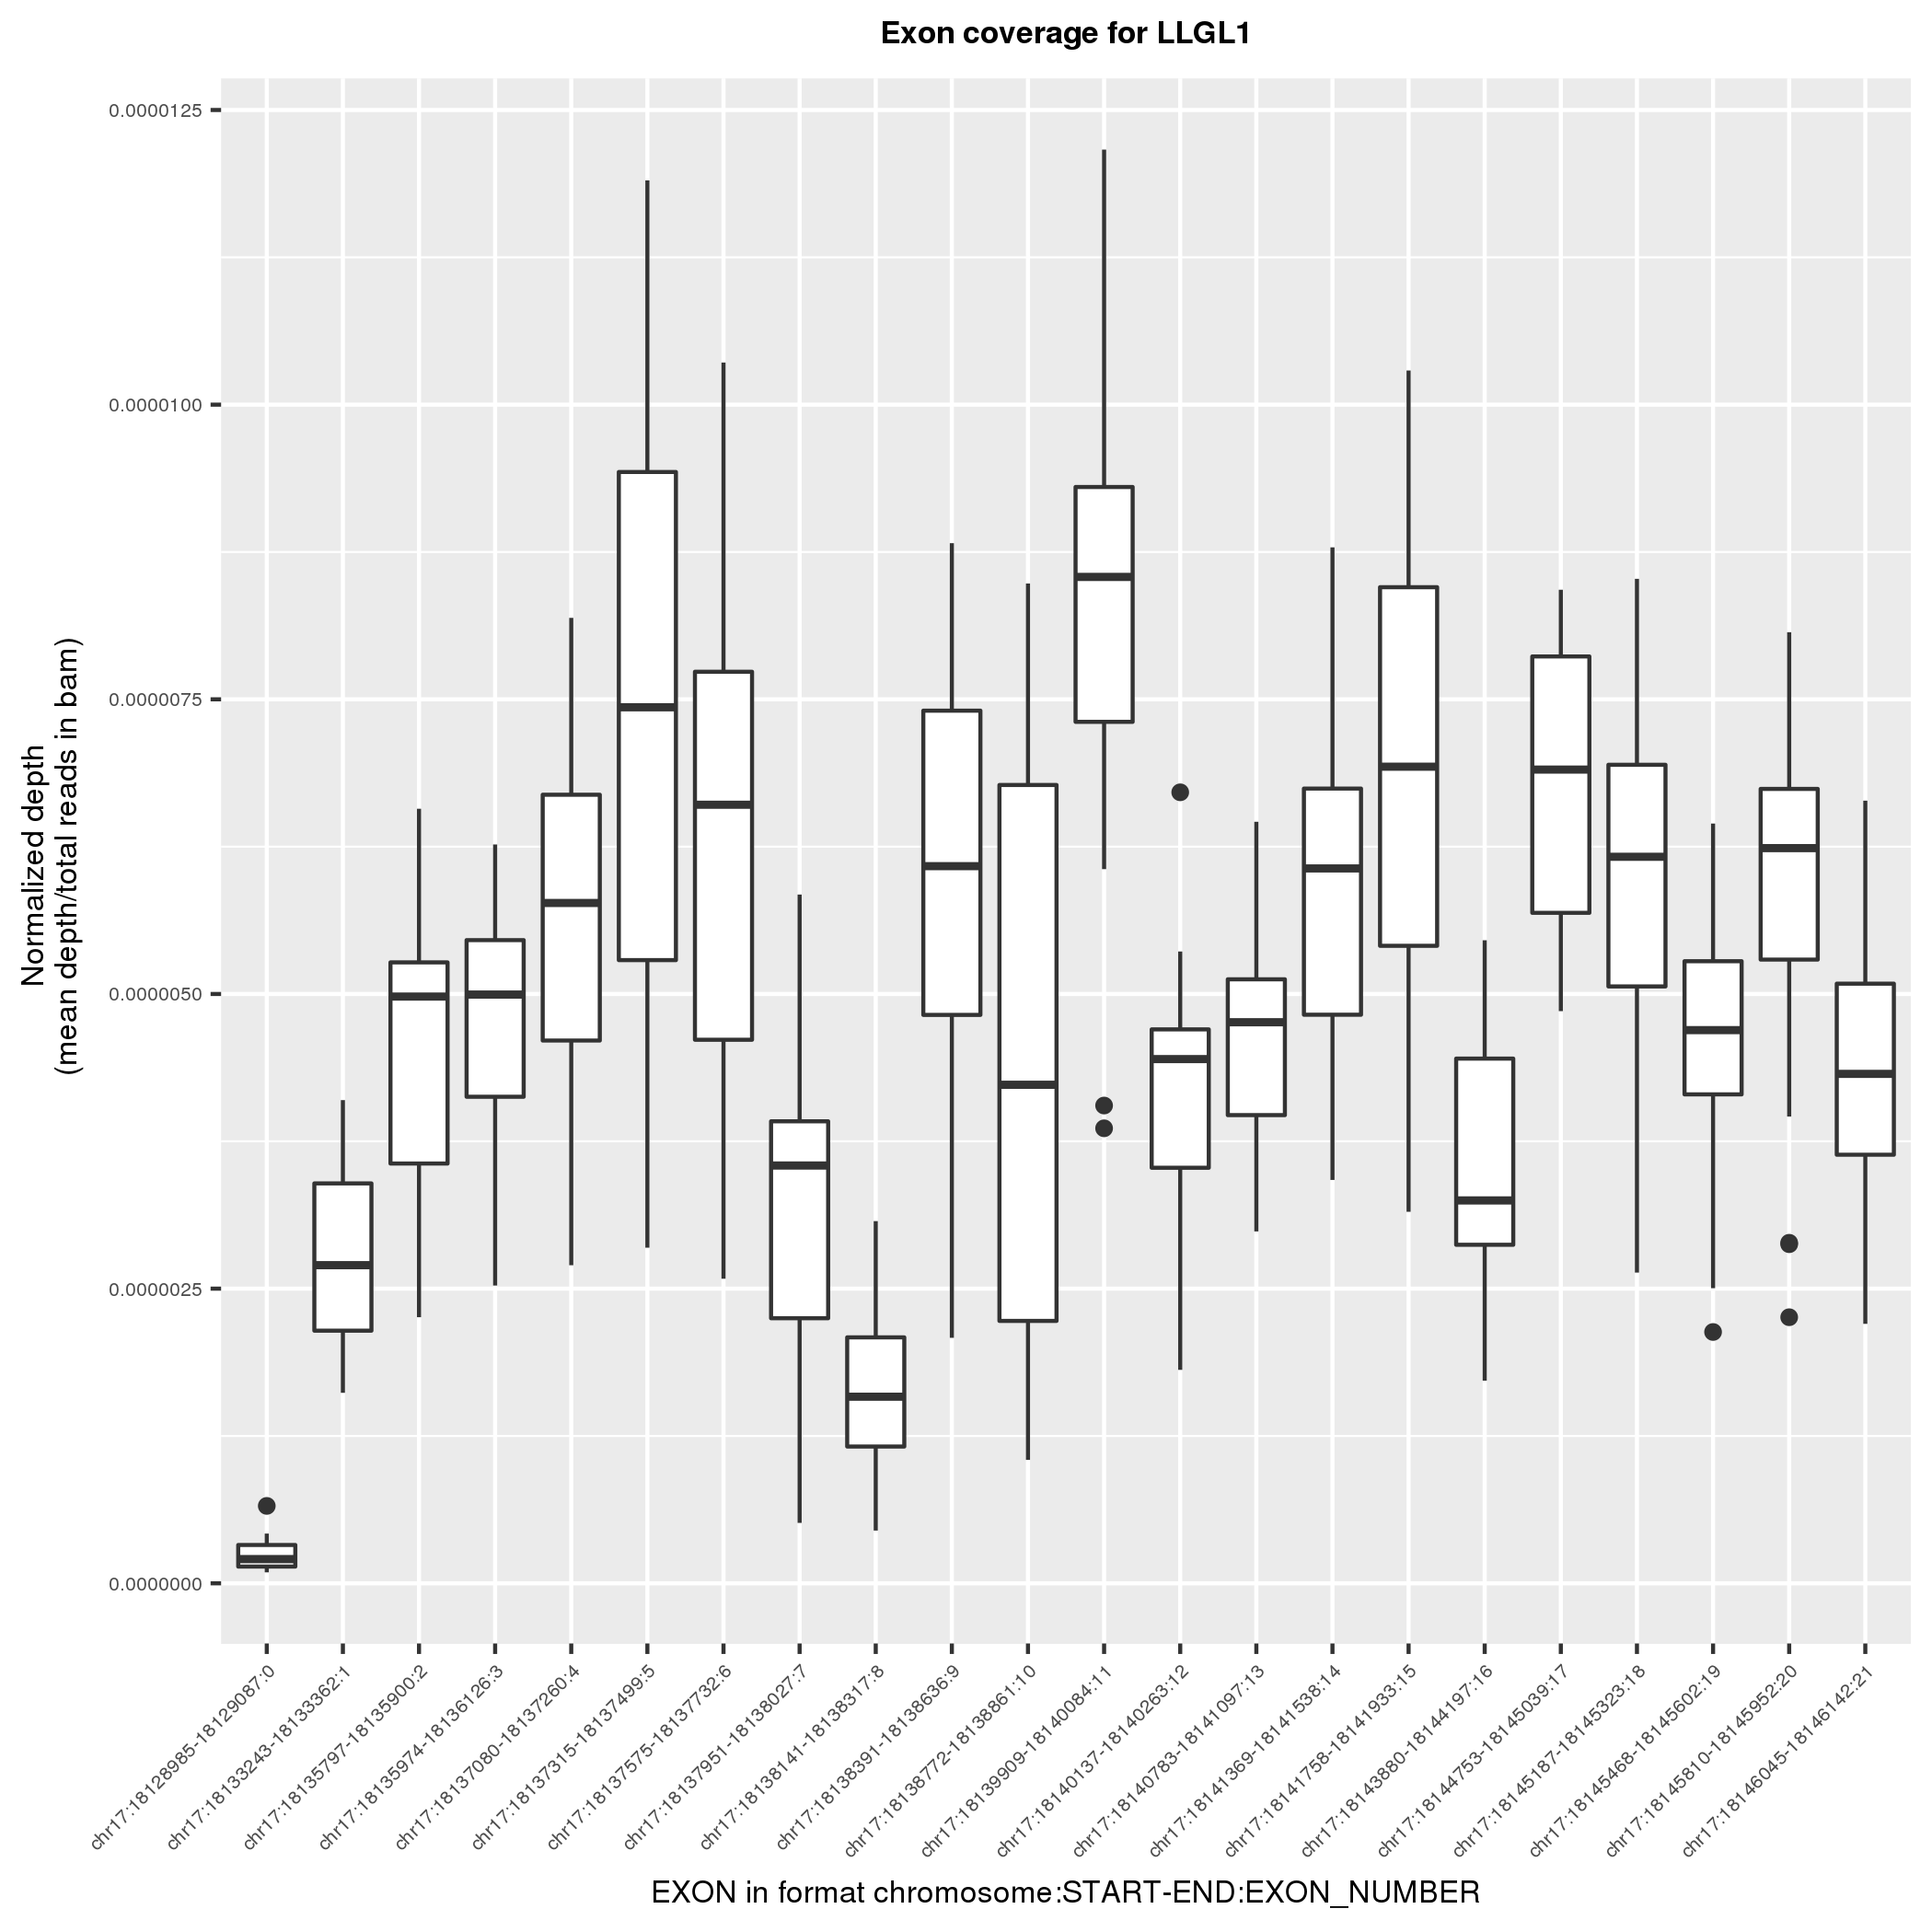 Exon coverage for LLGL1
Normalized depth
(mean depth/total reads in bam)
0.0000125
0.0000100
0.0000075
0.0000050
0.0000025
0.0000000
chr17:18128985-18129087:0
chr17:18133243-18133362:1
chr17:18135797-18135900:2
chr17:18135974-18136126:3
chr17:18137080-18137260:4
chr17:18137315-18137499:5
chr17:18137575-18137732:6
chr17:18137951-18138027:7
chr17:18138141-18138317:8
chr17:18138391-18138636:9
chr17:18138772-18138861:10
chr17:18139909-18140084:11
chr17:18140137-18140263:12
chr17:18140783-18141097:13
chr17:18141369-18141538:14
chr17:18141758-18141933:15
chr17:18143880-18144197:16
chr17:18144753-18145039:17
chr17:18145187-18145323:18
chr17:18145468-18145602:19
chr17:18145810-18145952:20
chr17:18146045-18146142:21
EXON in format chromosome:START-END:EXON_NUMBER